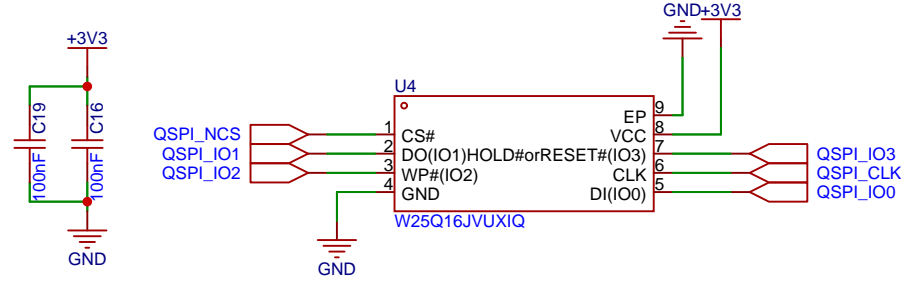 GND +3V3
+3V3
U4
C19
100nF
C16
100nF
GND
QSPI_NCS 1 CS#
QSPI_IO1 2 DO(IO1)
QSPI_IO2 3 WP#(IO2)
4 GND
EP 9
VCC 8
HOLD#orRESET#(IO3) 7 QSPI_IO3
CLK 6 QSPI_CLK
DI(IO0) 5 QSPI_IO0
W25Q16JVUXIQ
GND